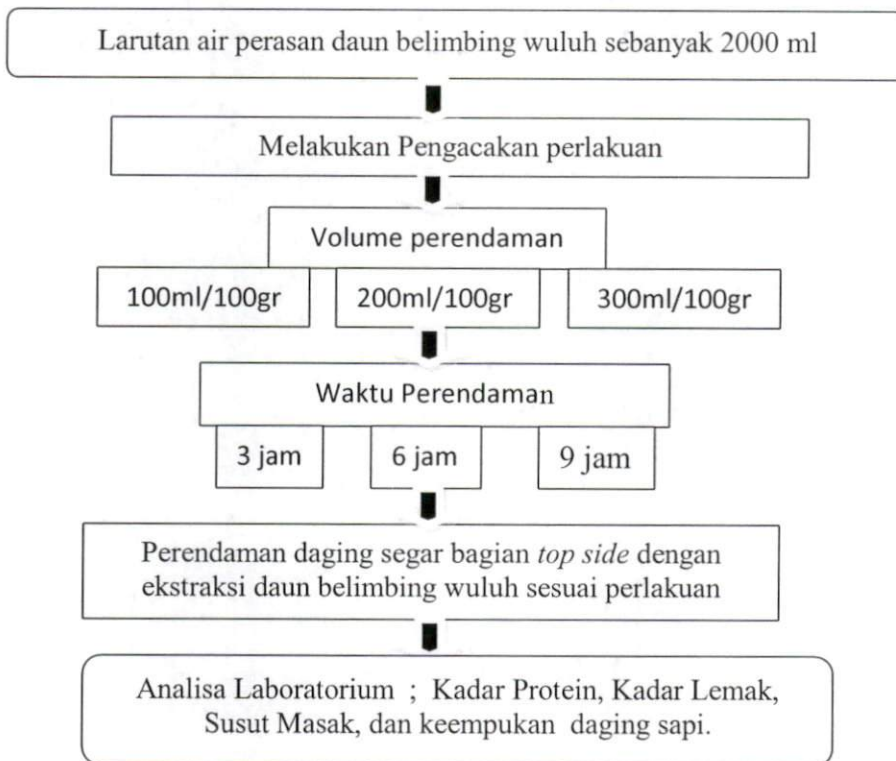 Larutan air perasan daun belimbing wuluh sebanyak 2000 ml
Melakukan Pengacakan perlakuan
Volume perendaman
100ml/100gr 200ml/100gr 300ml/100gr
Waktu Perendaman
3 jam 6 jam 9 jam
Perendaman daging segar bagian top side dengan
ekstraksi daun belimbing wuluh sesuai perlakuan
Analisa Laboratorium ; Kadar Protein, Kadar Lemak,
Susut Masak, dan keempukan daging sapi.